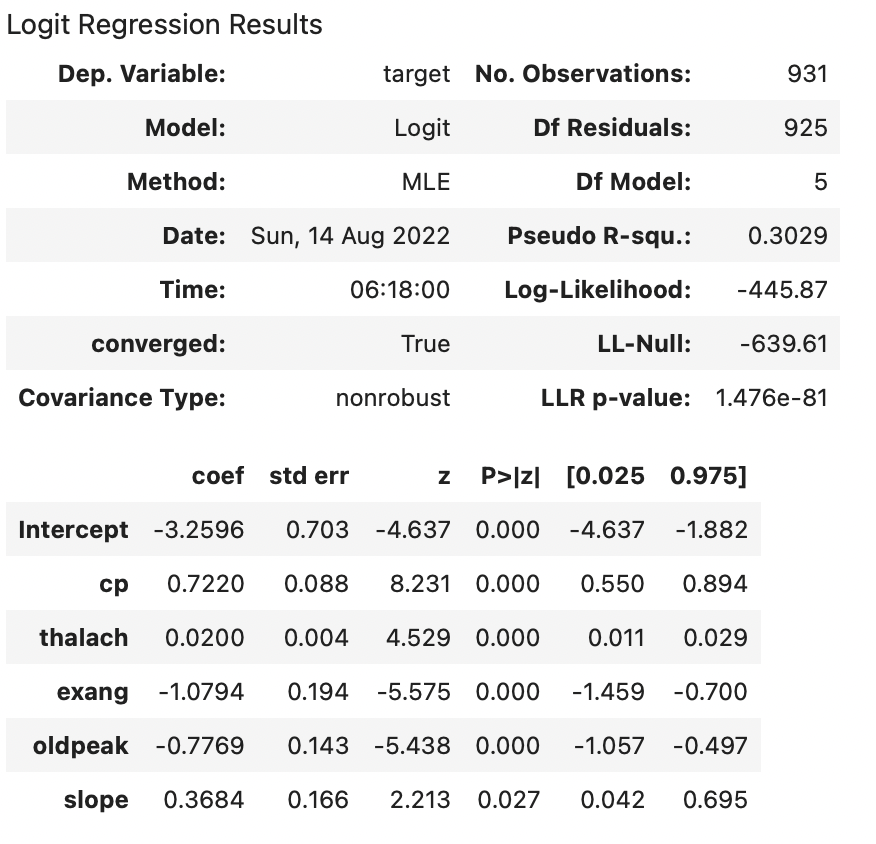 Logit Regression Results
Dep. Variable: target No. Observations: 931
Model: Logit Df Residuals: 925
Method: MLE Df Model: 5
Date: Sun, 14 Aug 2022 Pseudo R-squ.: 0.3029
Time: 06:18:00 Log-Likelihood: -445.87
converged: True LL-Null: -639.61
Covariance Type: nonrobust LLR p-value: 1.476e-81
coef std err z P>|z| [0.025 0.975]
Intercept -3.2596 0.703 -4.637 0.000 -4.637 -1.882
cp 0.7220 0.088 8.231 0.000 0.550 0.894
thalach 0.0200 0.004 4.529 0.000 0.011 0.029
exang -1.0794 0.194 -5.575 0.000 -1.459 -0.700
oldpeak -0.7769 0.143 -5.438 0.000 -1.057 -0.497
slope 0.3684 0.166 2.213 0.027 0.042 0.695